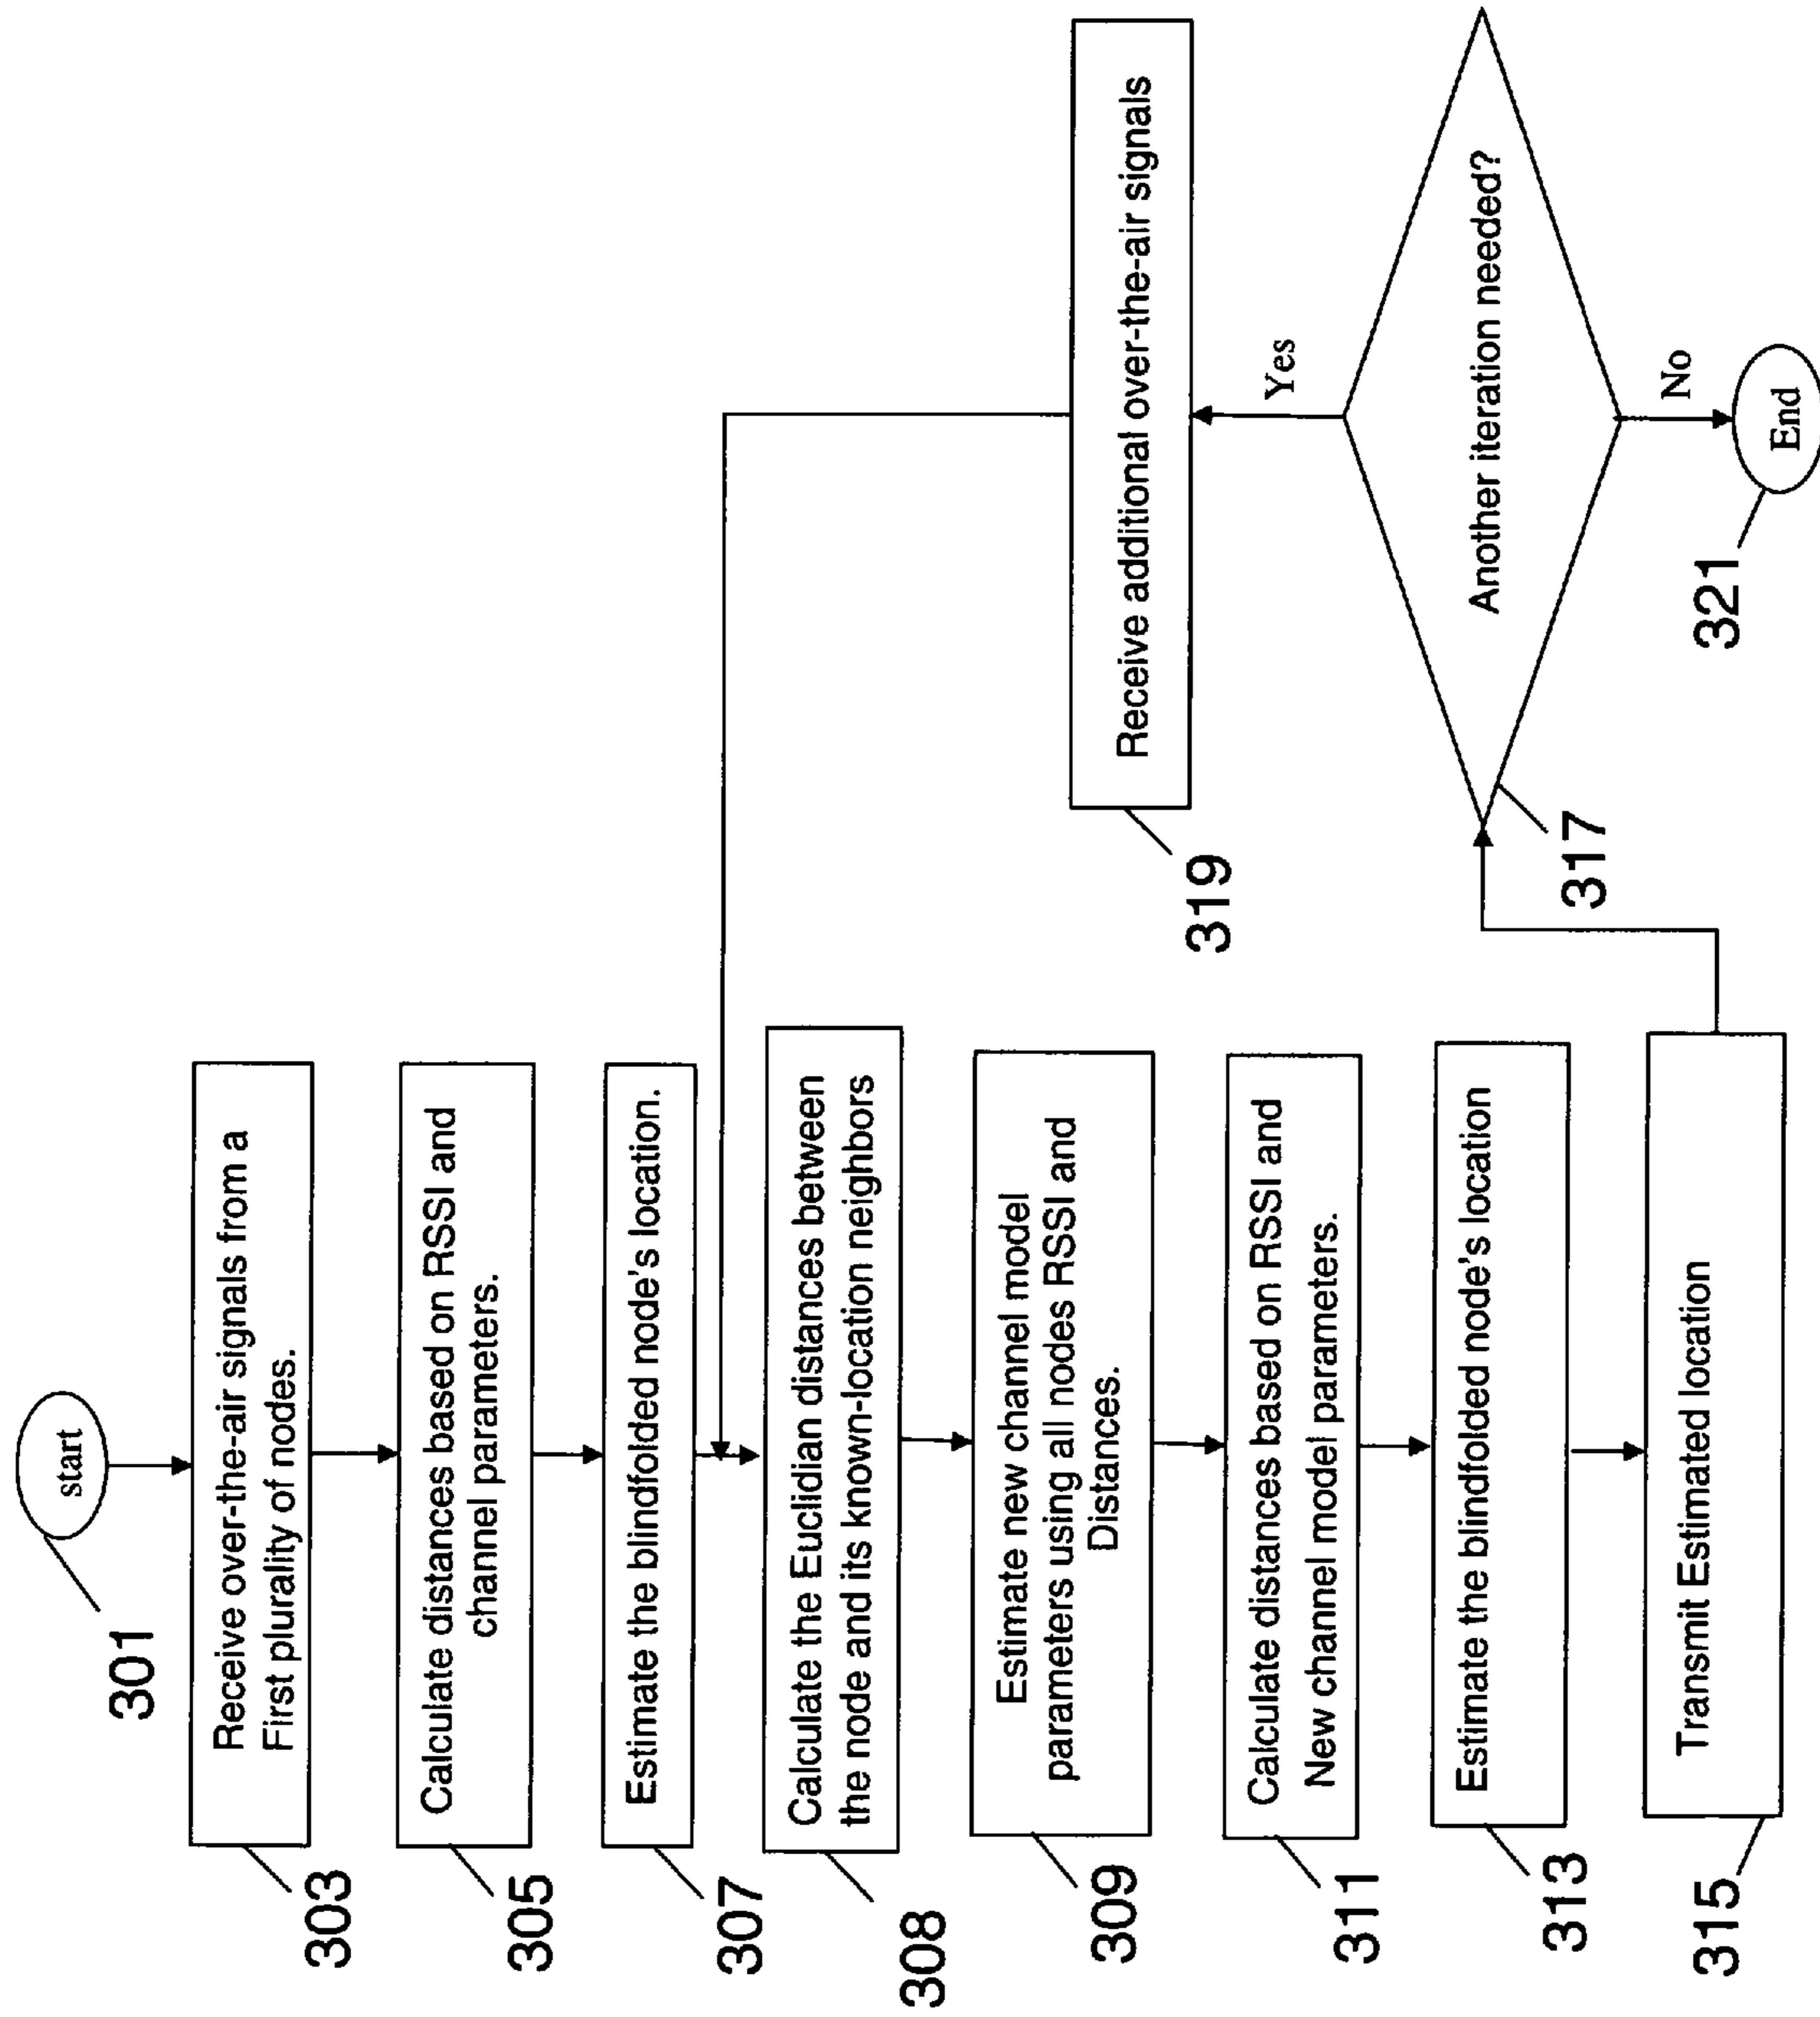 start
301
Receive over-the-air signals from a
First plurality of nodes.
303
Calculate distances based on RSSI and
channel parameters.
305
Estimate the blindfolded node's location.
307
Calculate the Euclidian distances between
the node and its known-location neighbors
308
Estimate new channel model
parameters using all nodes RSSI and
Distances.
309
Calculate distances based on RSSI and
New channel model parameters.
311
Estimate the blindfolded node's location
313
Transmit Estimated location
315
Receive additional over-the-air signals
319
Yes
Another iteration needed?
317
No
End
321